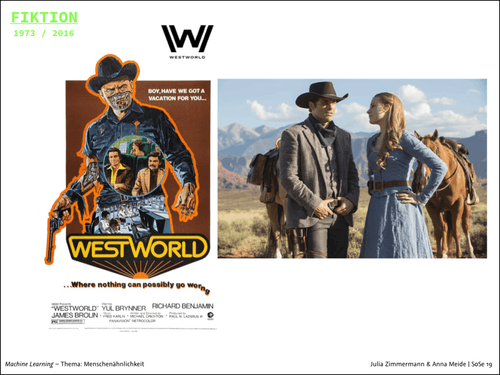 FIKTION
1973 / 2016
WESTWORLD
BOY, HAVE WE GOT A
VACATION FOR YOU...
WESTWORLD
...Where nothing can possibly go worng
"WESTWORLD" YUL BRYNNER RICHARD BENJAMIN
JAMES BROLIN
Machine Learning – Thema: Menschenähnlichkeit
Julia Zimmermann & Anna Meide | SoSe 19